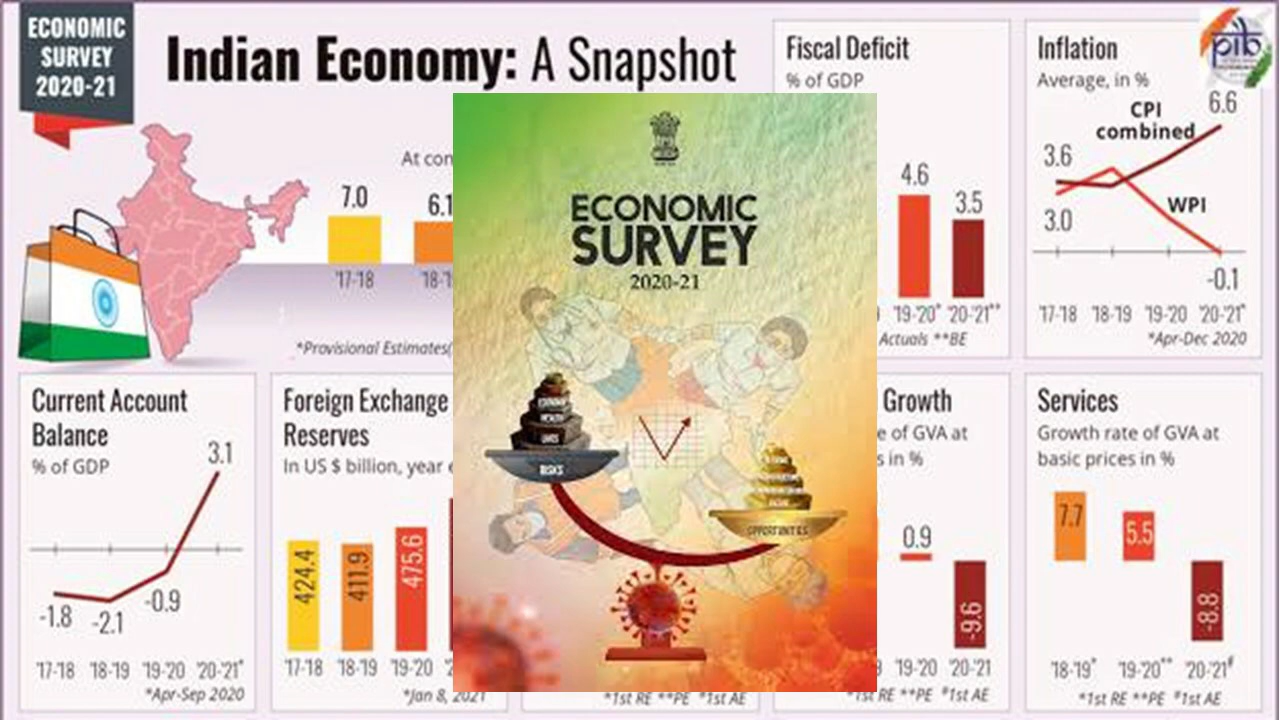 ECONOMIC
SURVEY
2020-21
Indian Economy: A Snapshot
At con
7.0
6.1
'17-18
'18-1
*Provisional Estimates(
Fiscal Deficit
% of GDP
4.6
3.5
'19-20* '20-21**
Actuals **BE
Inflation
Average, in %
pib
6.6
CPI
combined
3.6
WPI
3.0
-0.1
'17-18 '18-19 '19-20 '20-21*
*Apr-Dec 2020
ECONOMIC
SURVEY
2020-21
LIVES
RISKS
OPPORTUNITIES
Current Account
Balance
% of GDP
3.1
-0.9
-1.8
-2.1
'17-18 '18-19 '19-20 '20-21*
*Apr-Sep 2020
Foreign Exchange
Reserves
In US $ billion, year e
424.4
411.9
475.6
'17-18 '18-19 '19-20 '2
*Jan 8, 2021
*1st RE **PE #1st AE
Growth
e of GVA at
s in %
0.9
-9.6
'19-20 '20-21
*1st RE **PE #1st AE
Services
Growth rate of GVA at
basic prices in %
7.7
5.5
-8.8
'18-19* '19-20** '20-21#
*1st RE **PE #1st AE